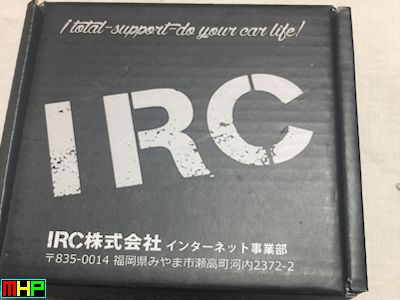 i total-support-do your car life!
IRC
IRC株式会社 インターネット事業部
〒835-0014 福岡県みやま市瀬高町河内2372-2
MHP